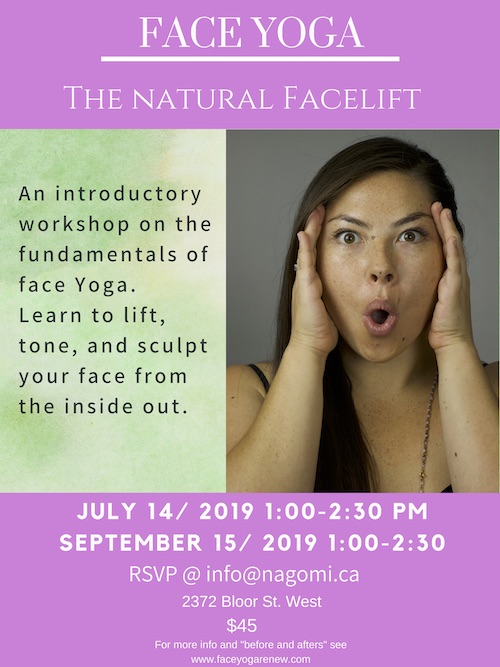 FACE YOGA
THE NATURAL FACELIFT
An introductory
workshop on the
fundamentals of
face Yoga.
Learn to lift,
tone, and sculpt
your face from
the inside out.
JULY 14/ 2019 1:00-2:30 PM
SEPTEMBER 15/ 2019 1:00-2:30
RSVP @ info@nagomi.ca
2372 Bloor St. West
$45
For more info and "before and afters" see
www.faceyogarenew.com